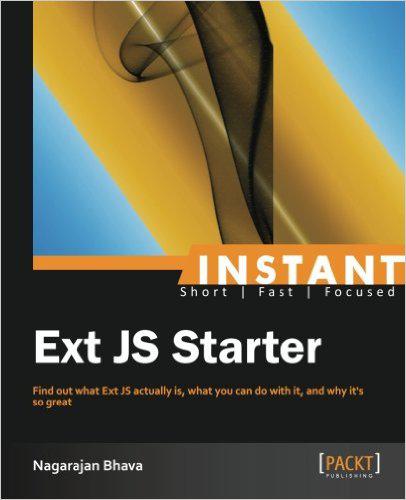 INSTANT
Short | Fast | Focused
Ext JS Starter
Find out what Ext JS actually is, what you can do with it, and why it's
so great
Nagarajan Bhava
[PACKT]
PUBLISHING